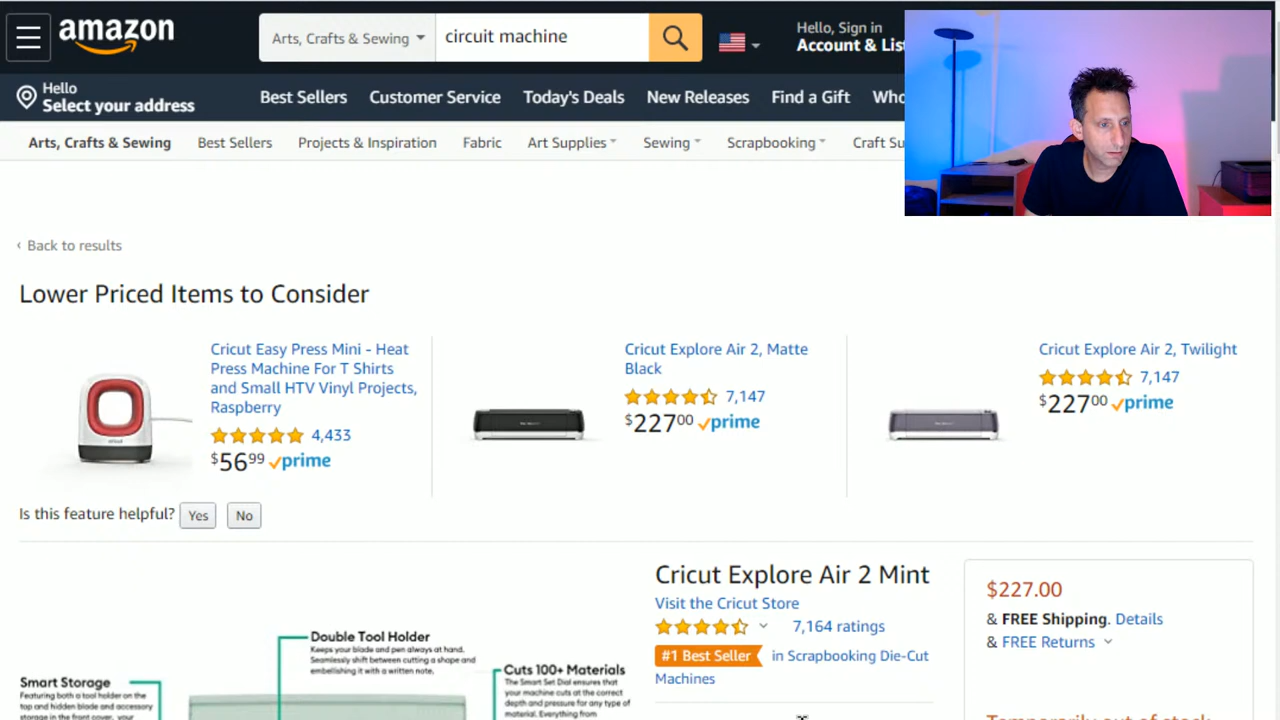 amazon
Arts, Crafts & Sewing
circuit machine
Hello, Sign in
Account & Lis
Hello
Select your address
Best Sellers
Customer Service
Today's Deals
New Releases
Find a Gift
Arts, Crafts & Sewing
Best Sellers
Projects & Inspiration
Fabric
Art Supplies
Sewing
Scrapbooking
Craft Su
‹ Back to results
Lower Priced Items to Consider
Cricut Easy Press Mini - Heat
Press Machine For T Shirts
and Small HTV Vinyl Projects,
Raspberry
4,433
$56.99 prime
Cricut Explore Air 2, Matte
Black
7,147
$227.00 prime
Cricut Explore Air 2, Twilight
7,147
$227.00 prime
Is this feature helpful?
Yes
No
Cricut Explore Air 2 Mint
Visit the Cricut Store
7,164 ratings
#1 Best Seller in Scrapbooking Die-Cut
Machines
$227.00
& FREE Shipping. Details
& FREE Returns
Temporarily out of stock
Double Tool Holder
Keeps your blade and pen always at hand.
Seamlessly shift between cutting a shape and
embellishing it with a written note.
Cuts 100+ Materials
The Smart Set Dial ensures that
your machine cuts at the correct
depth and pressure for any type of
material. Everything from
Smart Storage
Featuring both a tool holder on the
top and hidden blade and accessory
storage in the front cover, your